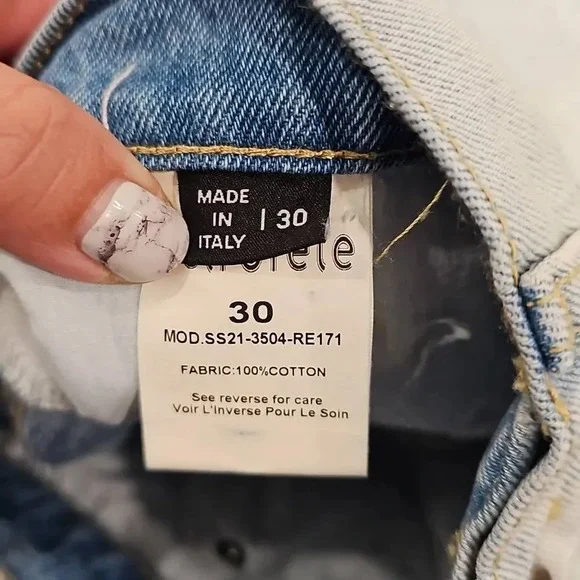 MADE
IN
ITALY
| 30
30
MOD.SS21-3504-RE171
FABRIC:100%COTTON
See reverse for care
Voir L'Inverse Pour Le Soin